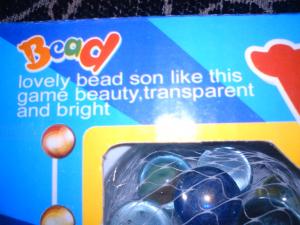 Bead
lovely bead son like this
game beauty,transparent
and bright